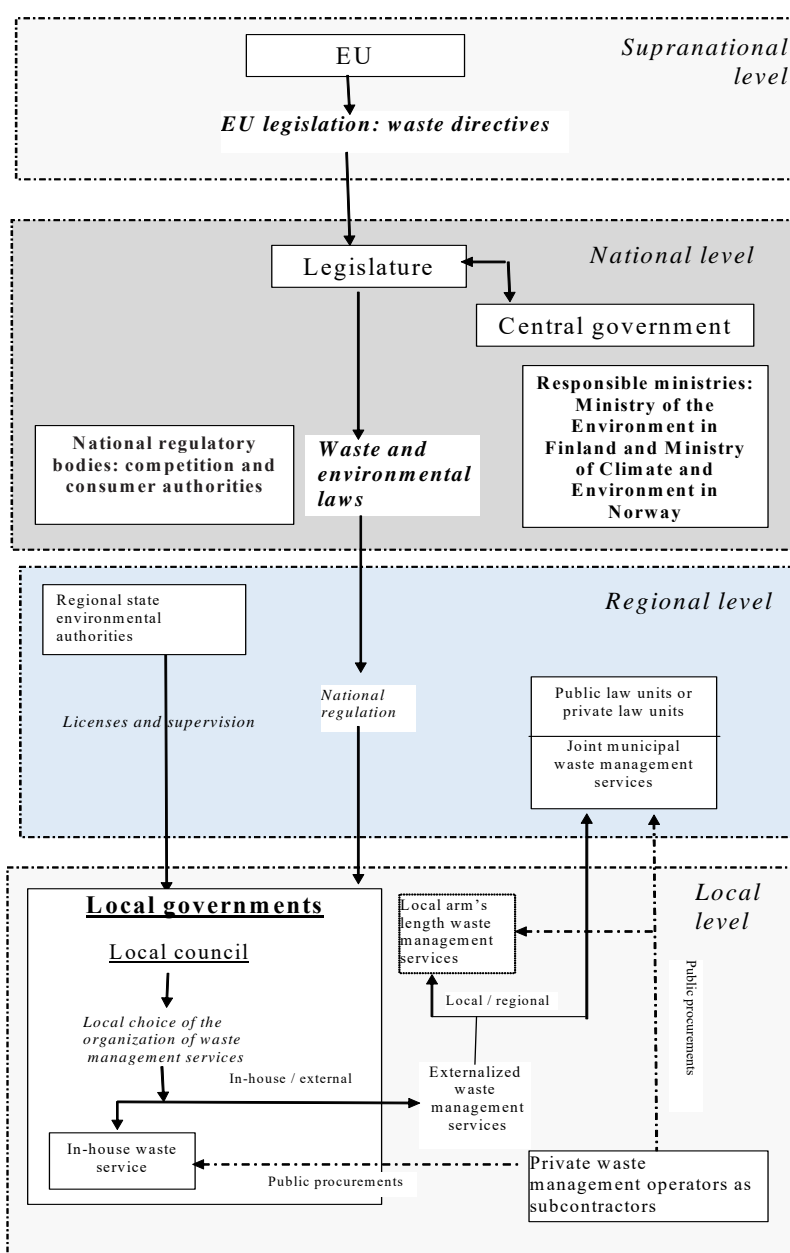 EU
Supranational
level
EU legislation: waste directives
Legislature
National level
Central government
Responsible ministries:
Ministry of the
Environment in
Finland and Ministry
of Climate and
Environment in
Norway
National regulatory
bodies: competition and
consumer authorities
Waste and
environmental
laws
Regional level
Regional state
environmental
authorities
Licenses and supervision
National
regulation
Public law units or
private law units
Joint municipal
waste management
services
Local governments
Local
level
Local arm's
length waste
management
services
Local council
Local / regional
Public procurements
Local choice of the
organization of waste
management services
In-house / external
Externalized
waste
management
services
In-house waste
service
Public procurements
Private waste
management operators as
subcontractors